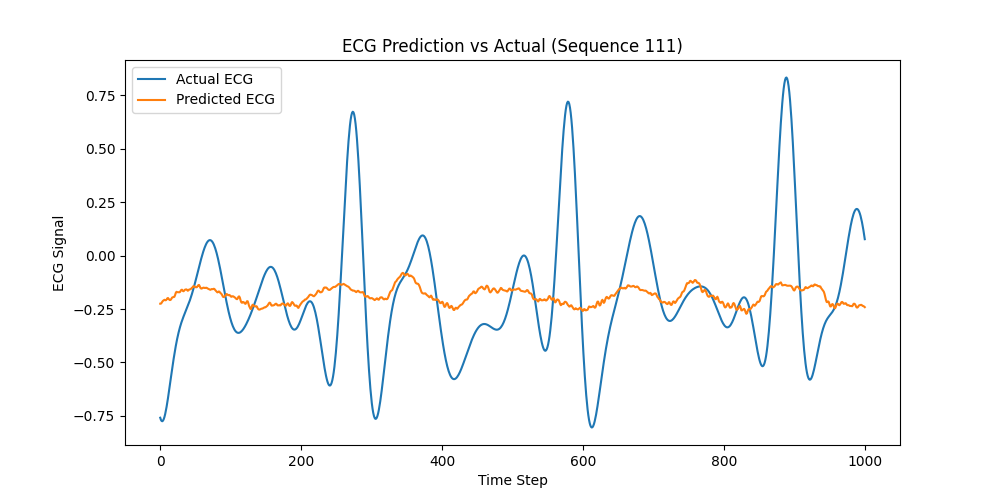 ECG Prediction vs Actual (Sequence 111)
Actual ECG
Predicted ECG
ECG Signal
0.75
0.50
0.25
0.00
−0.25
−0.50
−0.75
0 200 400 600 800 1000
Time Step